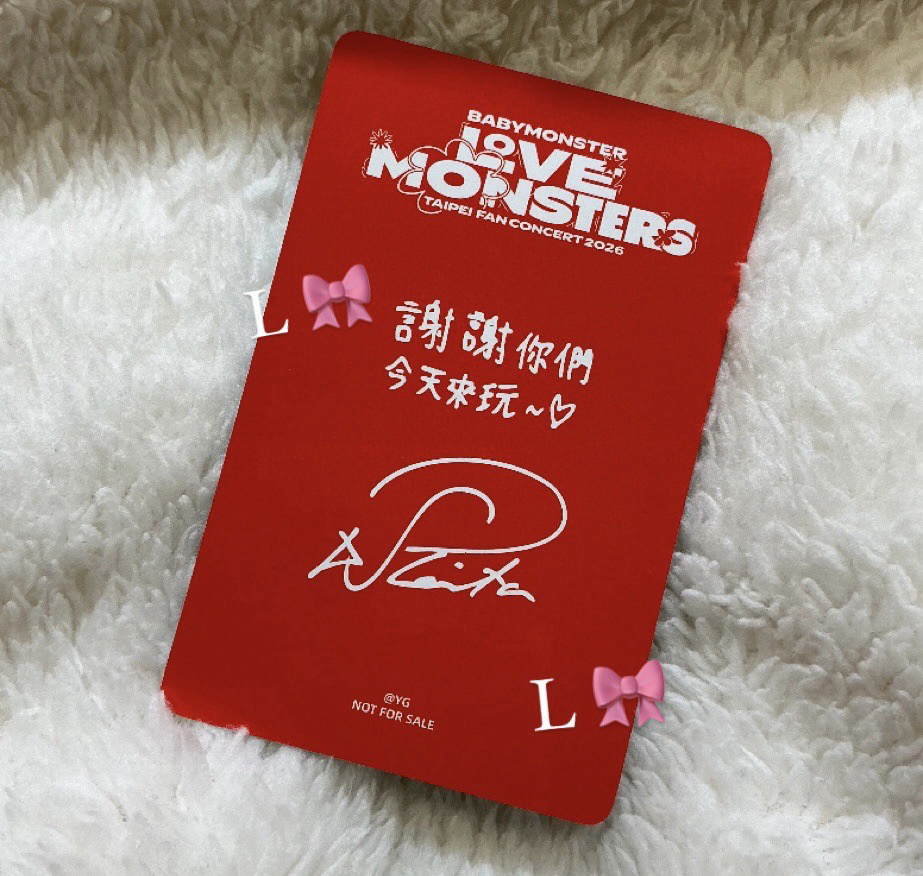 BABYMONSTER
LOVE
MONSTERS
TAIPEI FAN CONCERT 2026
L
謝謝你們
今天來玩~♡
Pharita
@YG
NOT FOR SALE
L